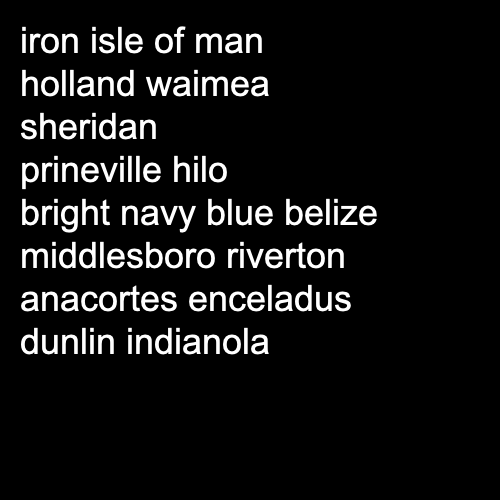 iron isle of man
holland waimea
sheridan
prineville hilo
bright navy blue belize
middlesboro riverton
anacortes enceladus
dunlin indianola